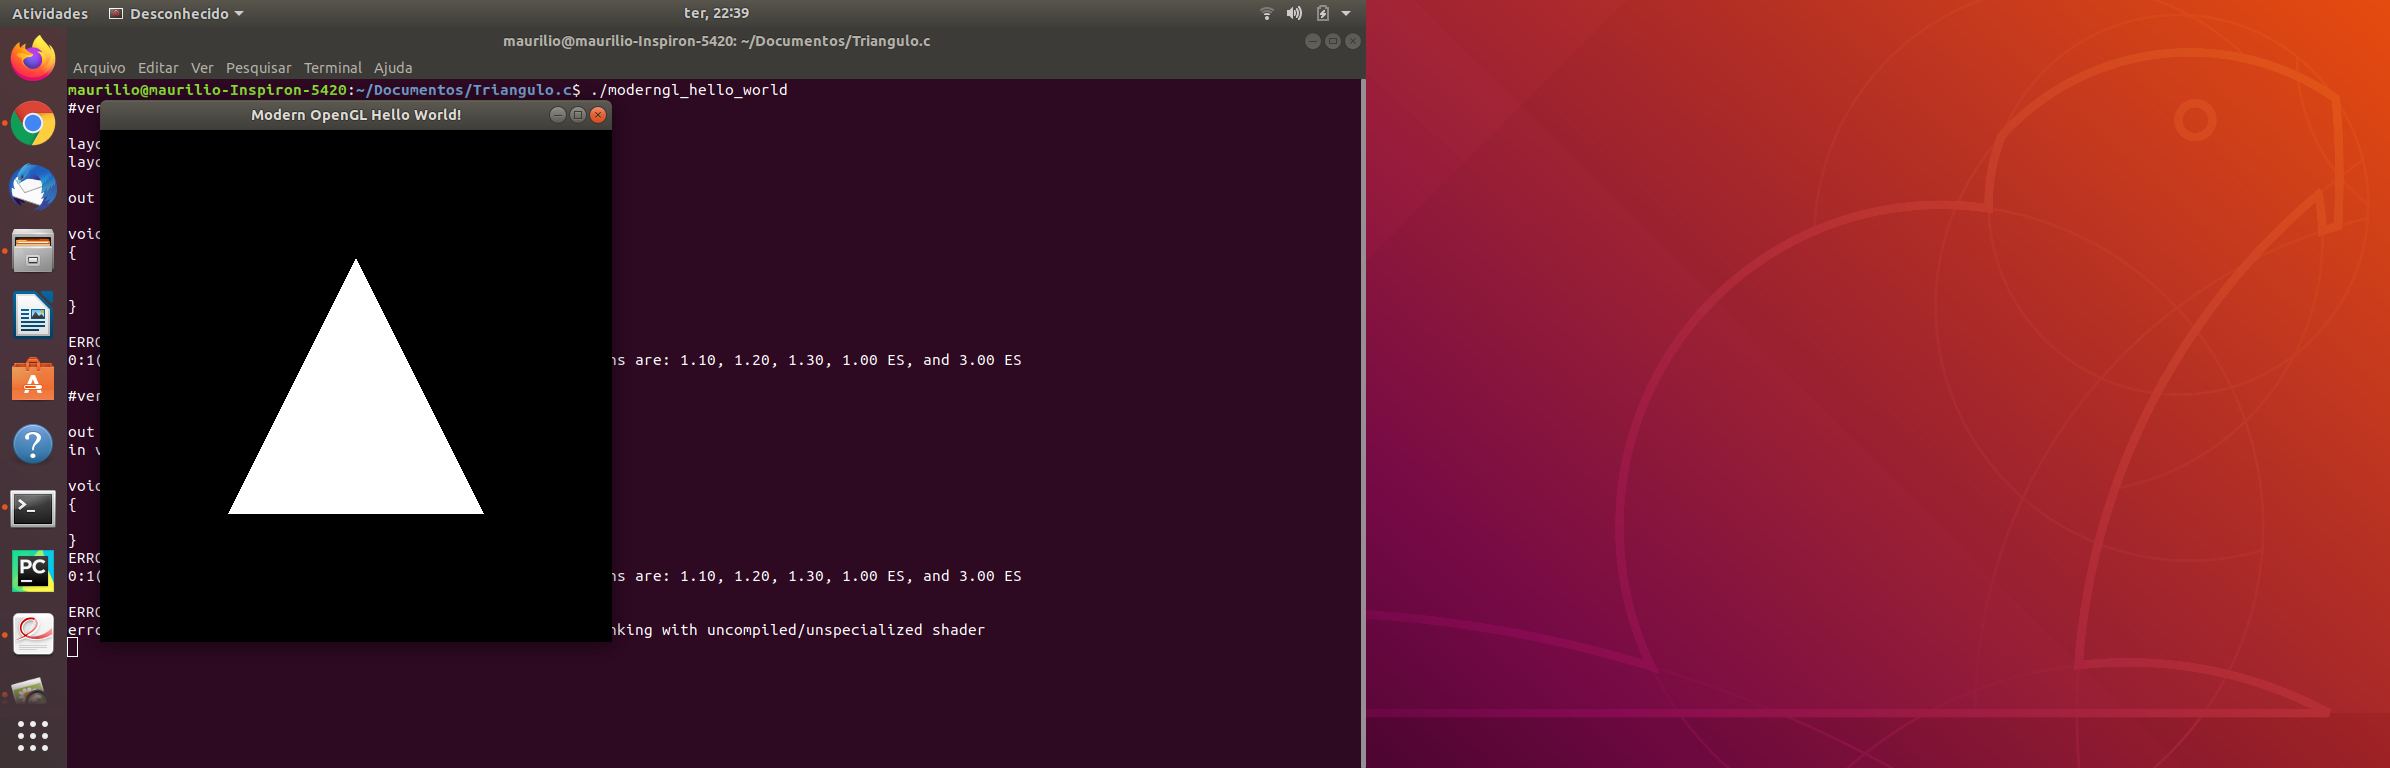 Atividades Desconhecido ter, 22:39
maurilio@maurilio-Inspiron-5420: ~/Documentos/Triangulo.c
Arquivo Editar Ver Pesquisar Terminal Ajuda
maurilio@maurilio-Inspiron-5420:~/Documentos/Triangulo.c$ ./moderngl_hello_world
#ver
Modern OpenGL Hello World!
layo
layo
out
void
{
}
ERRO
0:1( ns are: 1.10, 1.20, 1.30, 1.00 ES, and 3.00 ES
#ver
out
in v
void
{
}
ERRO
0:1( ns are: 1.10, 1.20, 1.30, 1.00 ES, and 3.00 ES
ERRO
erro nking with uncompiled/unspecialized shader
PC